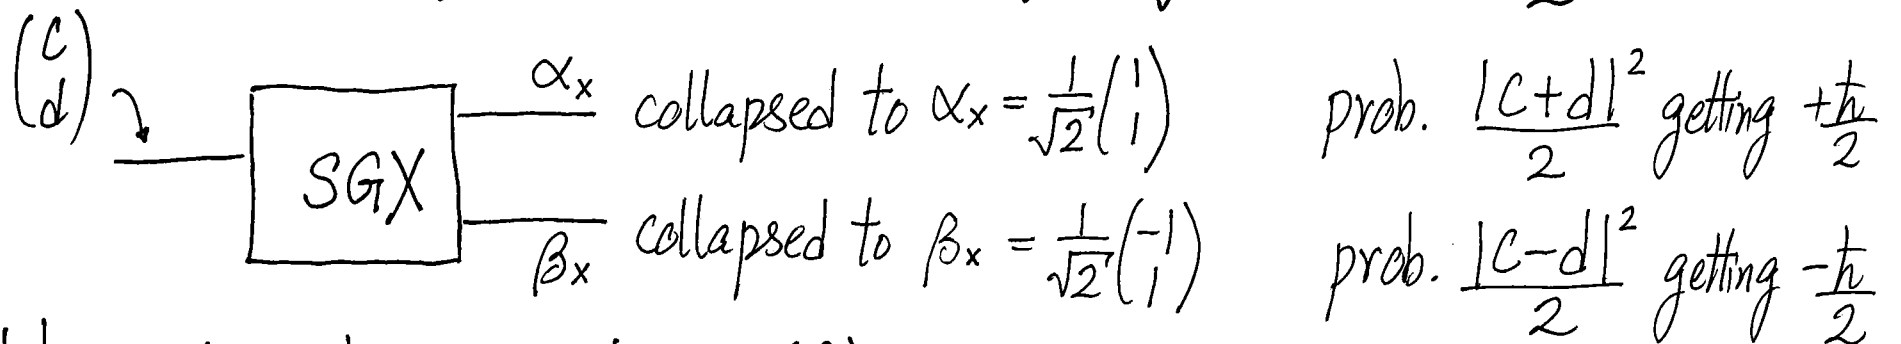 (c d)
SGX
αx collapsed to αx = 1/√2 (1 1) prob. |c+d|²/2 getting +ħ/2
βx collapsed to βx = 1/√2 (-1 1) prob. |c-d|²/2 getting -ħ/2